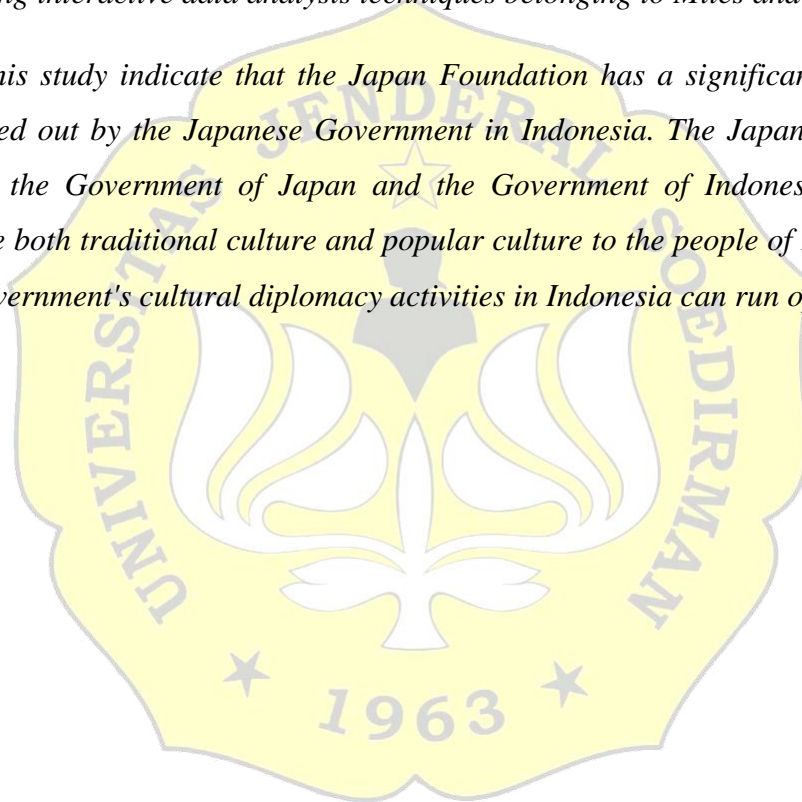 ng interactive data analysis techniques belonging to Miles and
his study indicate that the Japan Foundation has a significan
ed out by the Japanese Government in Indonesia. The Japan
the Government of Japan and the Government of Indones
e both traditional culture and popular culture to the people of
vernment's cultural diplomacy activities in Indonesia can run o
UNIVERSITAS JENDERAL SOEDIRMAN
1963